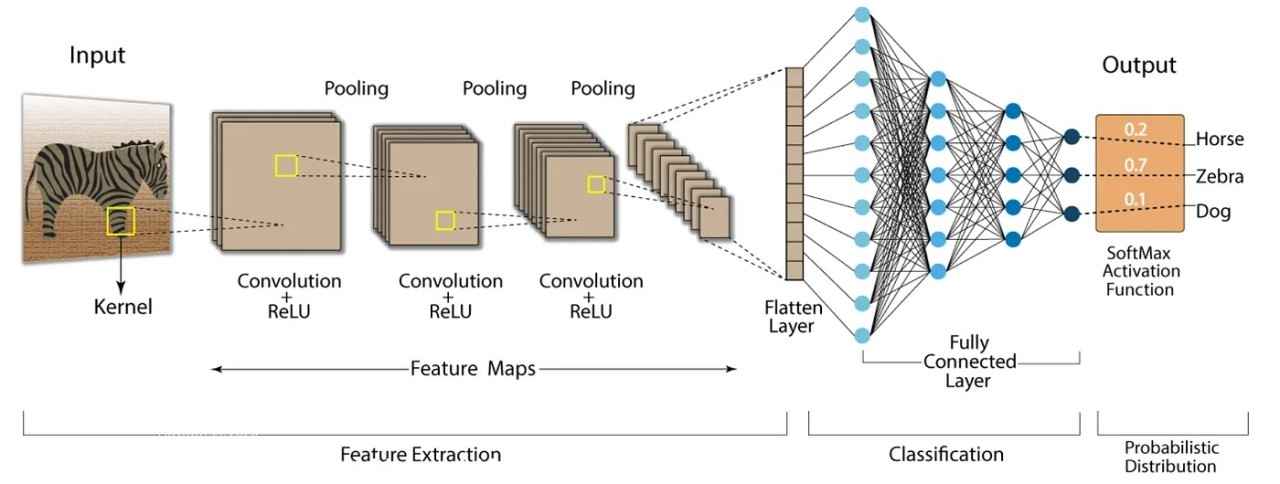 Input
Output
Pooling
Pooling
Pooling
Kernel
Convolution
+
ReLU
Convolution
+
ReLU
Convolution
+
ReLU
Flatten
Layer
0.2
0.7
0.1
Horse
Zebra
Dog
SoftMax
Activation
Function
Fully
Connected
Layer
Feature Maps
Feature Extraction
Classification
Probabilistic
Distribution